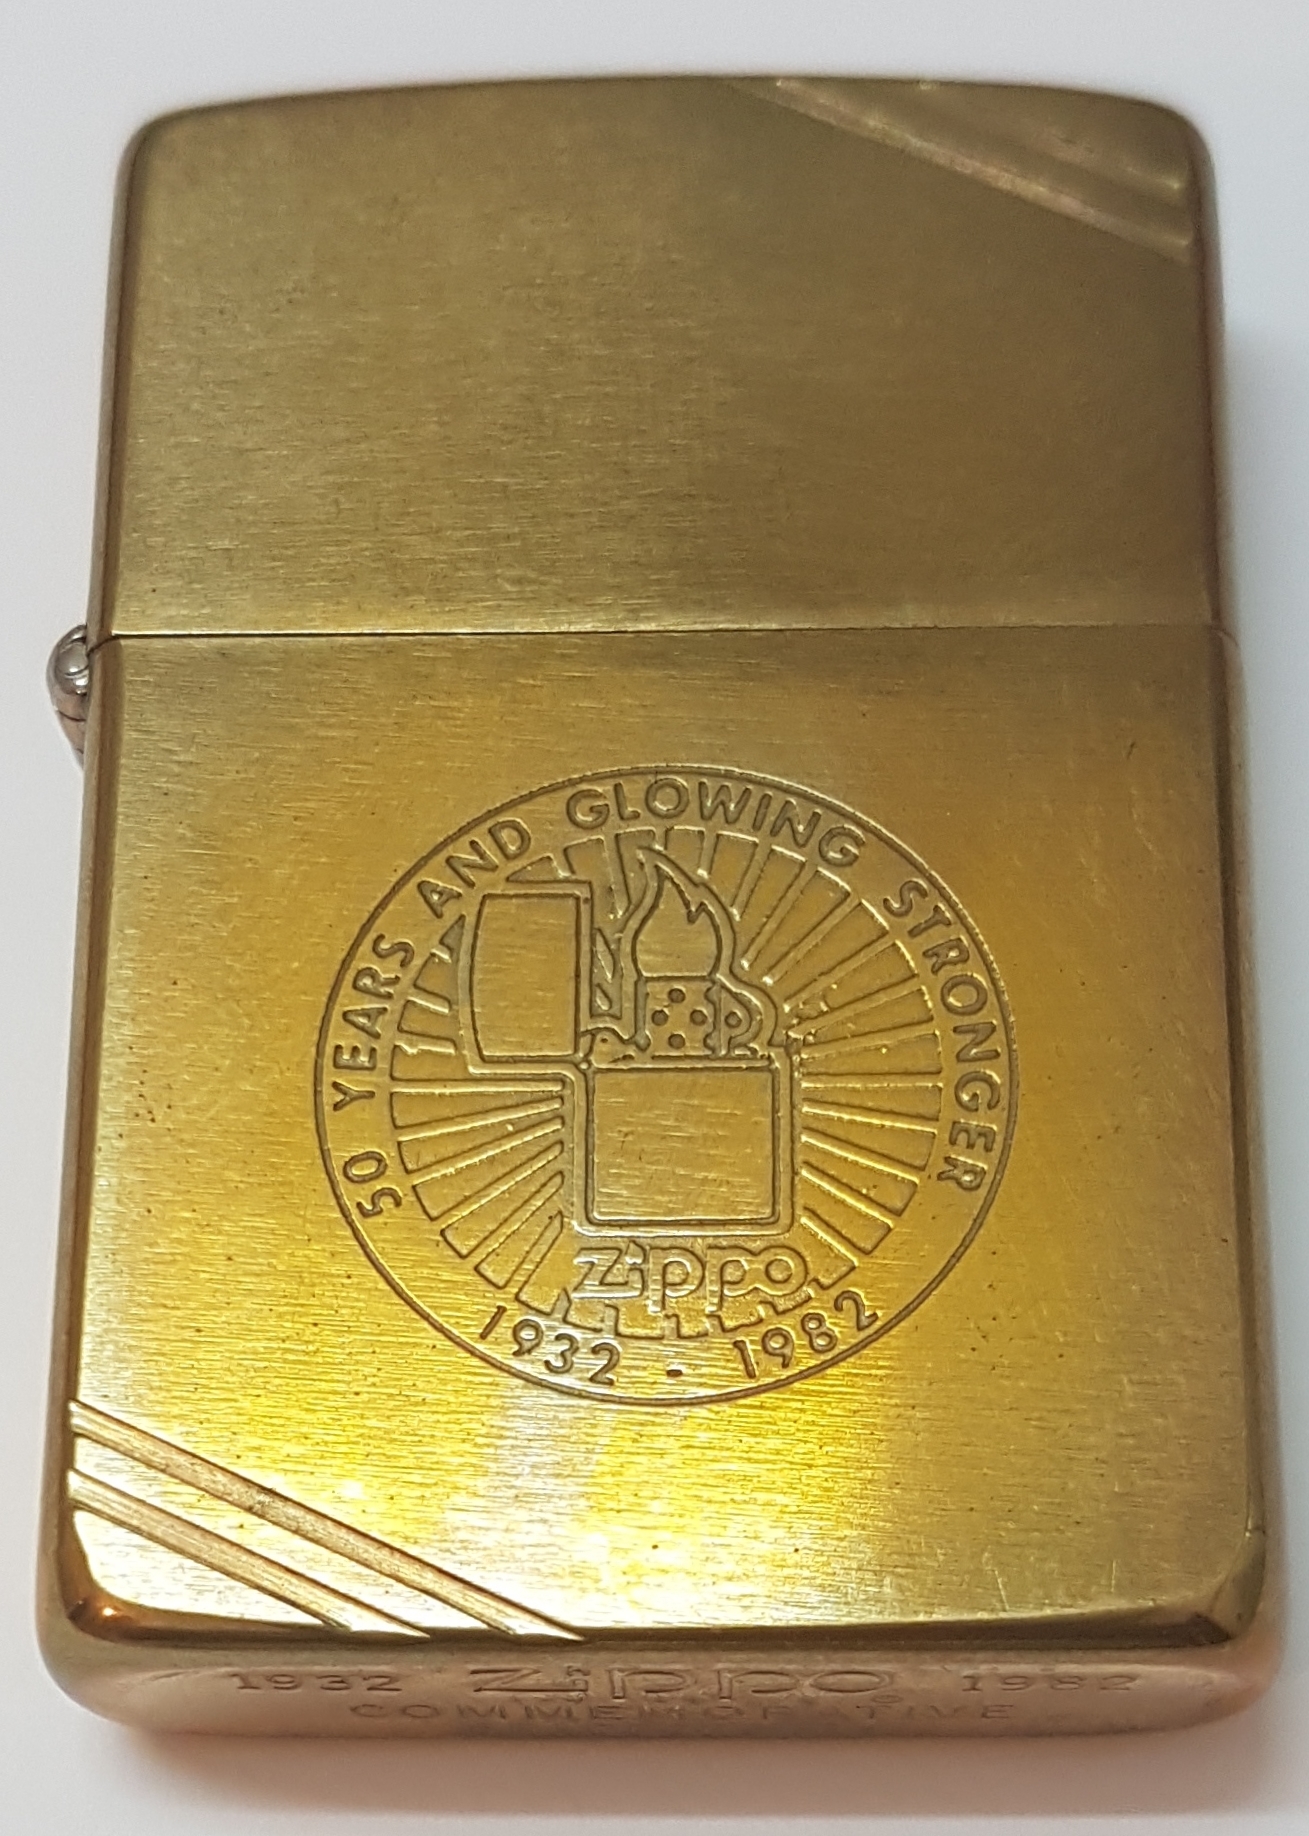 50 YEARS AND GLOWING STRONGER
Zippo
1932 - 1982
1932 Zippo ® 1982
COMMEMORATIVE